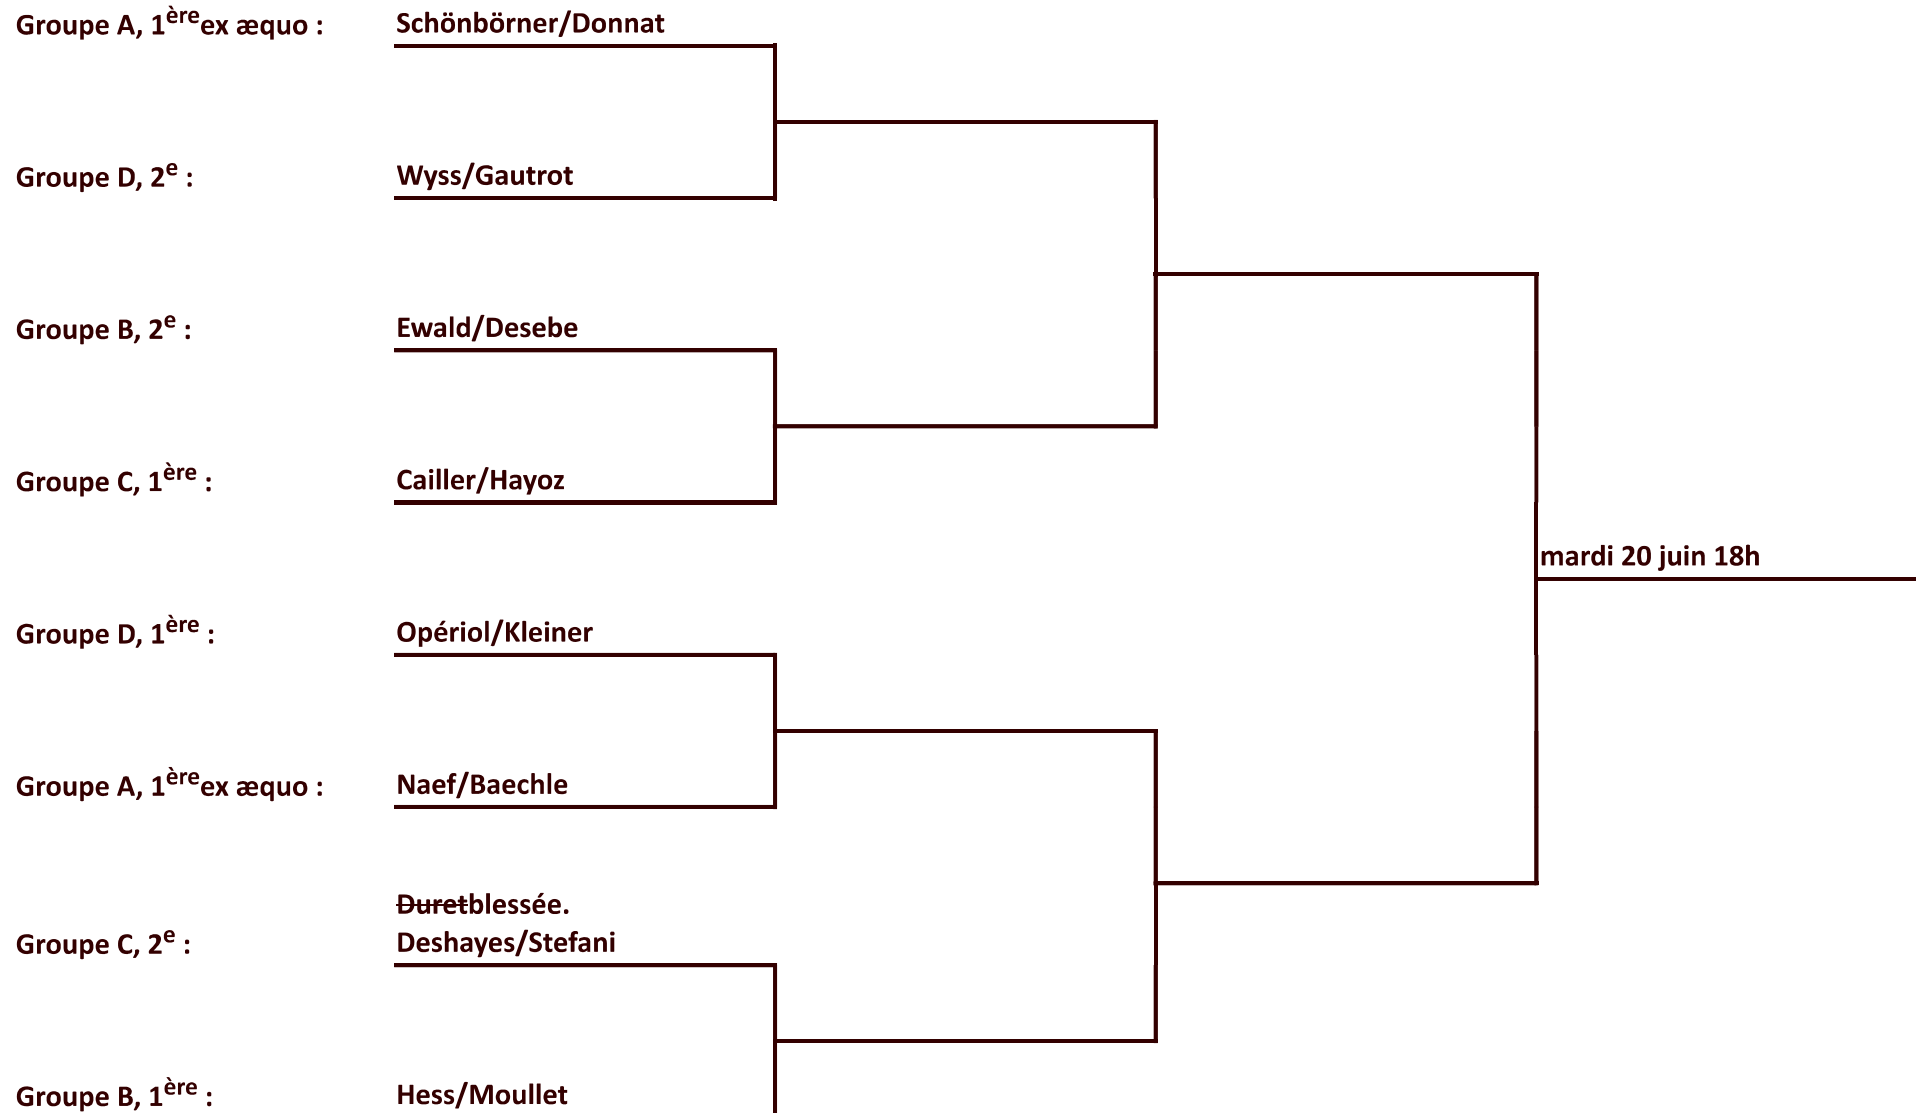 Groupe A, 1ère ex æquo : Schönbörner/Donnat
Groupe D, 2e : Wyss/Gautrot
Groupe B, 2e : Ewald/Desebe
Groupe C, 1ère : Cailler/Hayoz
mardi 20 juin 18h
Groupe D, 1ère : Opériol/Kleiner
Groupe A, 1ère ex æquo : Naef/Baechle
Duretblessée.
Groupe C, 2e : Deshayes/Stefani
Groupe B, 1ère : Hess/Moullet